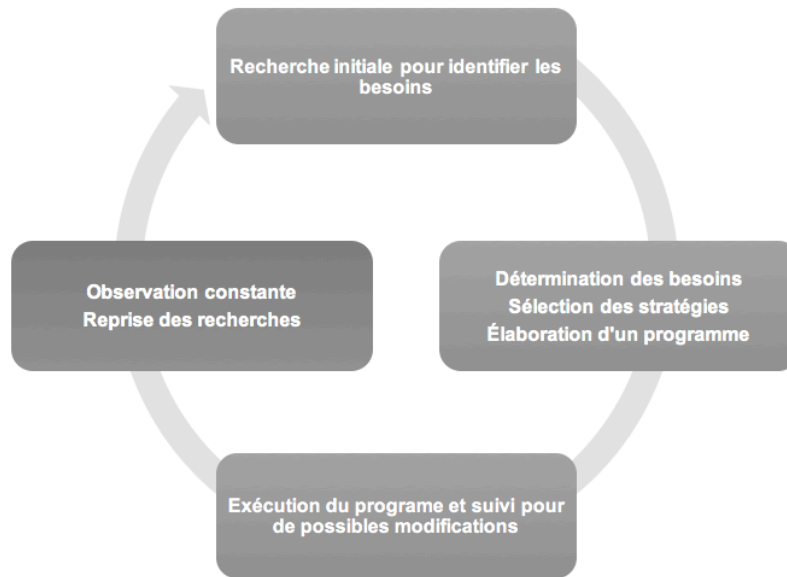 Recherche initiale pour identifier les
besoins
Détermination des besoins
Sélection des stratégies
Élaboration d'un programme
Exécution du programe et suivi pour
de possibles modifications
Observation constante
Reprise des recherches